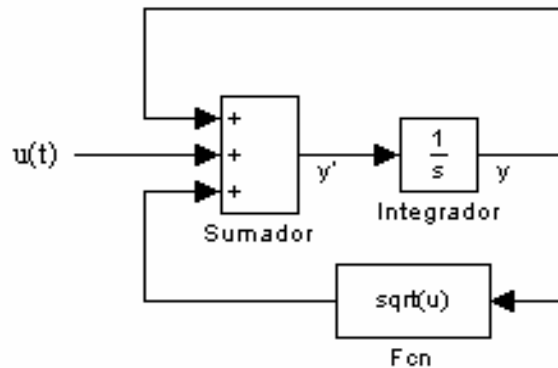 +
u(t)
+
+
Sumador
y'
1
s
Integrador
y
sqrt(u)
Fcn